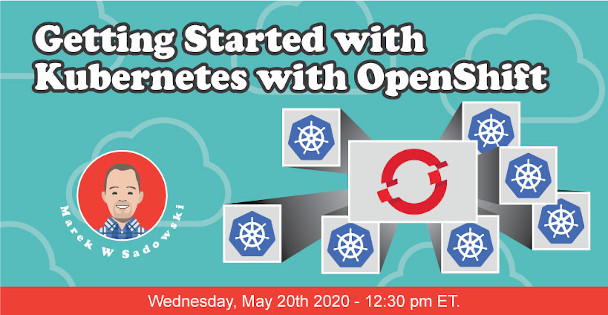 Getting Started with
Kubernetes with OpenShift
Marek W Sadowski
Wednesday, May 20th 2020 - 12:30 pm ET.